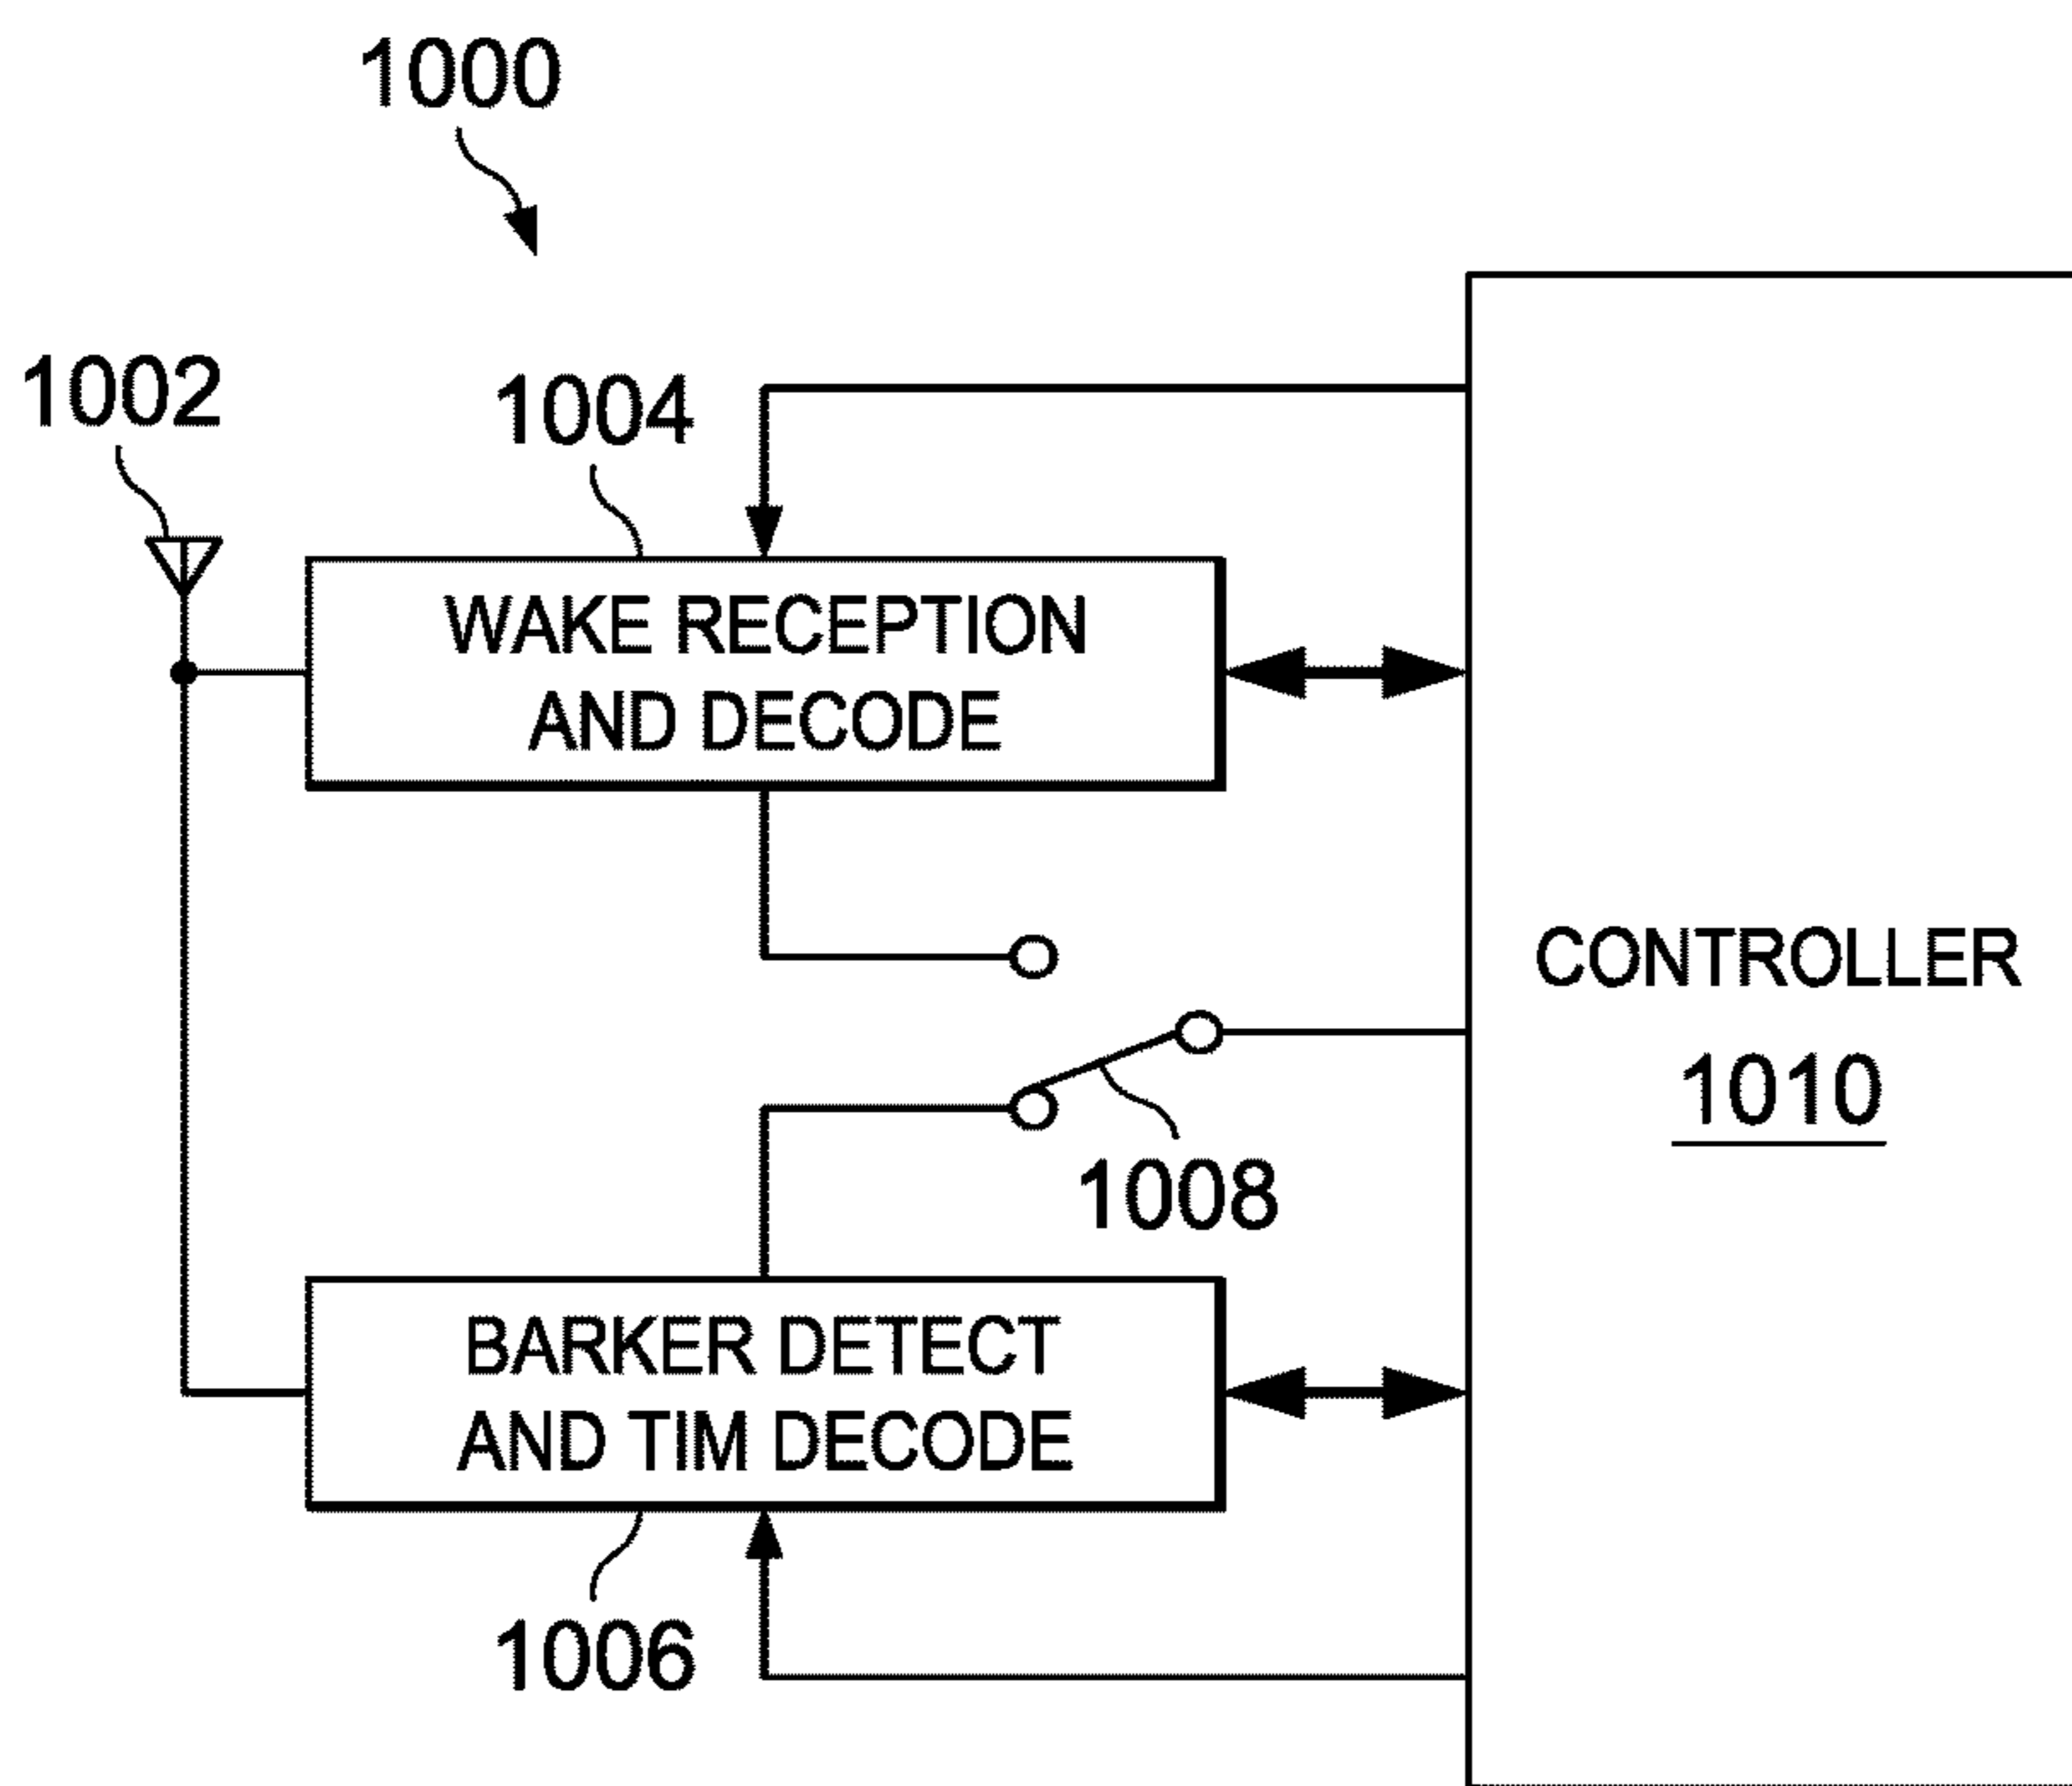 1000
1002
1004
WAKE RECEPTION
AND DECODE
CONTROLLER
1010
1008
BARKER DETECT
AND TIM DECODE
1006